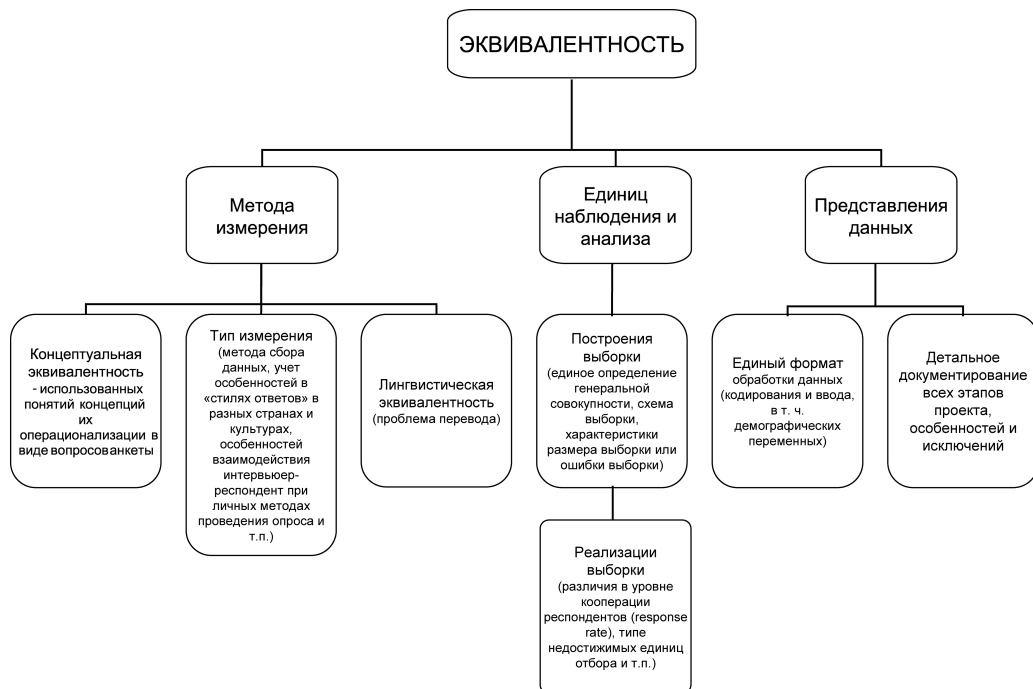 ЭКВИВАЛЕНТНОСТЬ
Метода
измерения
Единиц
наблюдения и
анализа
Представления
данных
Концептуальная
эквивалентность
- использованных
понятий концепций
их
операционализации в
виде вопросованкеты
Тип измерения
(метода сбора
данных, учет
особенностей в
«стилях ответов» в
разных странах и
культурах,
особенностей
взаимодействия
интервьюер-
респондент при
личных методах
проведения опроса и
т.п.)
Лингвистическая
эквивалентность
(проблема перевода)
Построения
выборки
(единое определение
генеральной
совокупности, схема
выборки,
характеристики
размера выборки или
ошибки выборки)
Единый формат
обработки данных
(кодирования и ввода,
в т. ч.
демографических
переменных)
Детальное
документирование
всех этапов
проекта,
особенностей и
исключений
Реализации
выборки
(различия в уровне
кооперации
респондентов (response
rate), типе
недостижимых единиц
отбора и т.п.)